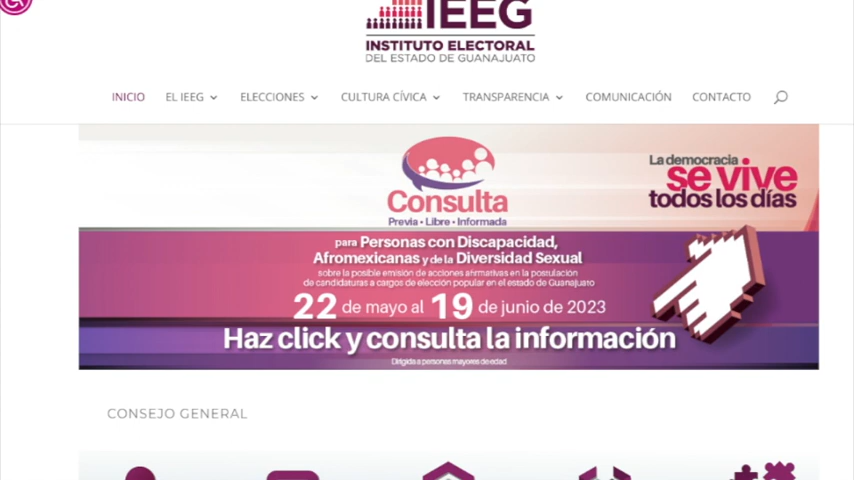 IEEG
INSTITUTO ELECTORAL
DEL ESTADO DE GUANAJUATO
INICIO EL IEEG ELECCIONES CULTURA CÍVICA TRANSPARENCIA COMUNICACIÓN CONTACTO
Consulta
Previa • Libre • Informada
La democracia
se vive
todos los días
para Personas con Discapacidad,
Afromexicanas y de la Diversidad Sexual
sobre la posible emisión de acciones afirmativas en la postulación
de candidaturas a cargos de elección popular en el estado de Guanajuato
22 de mayo al 19 de junio de 2023
Haz click y consulta la información
Dirigida a personas mayores de edad
CONSEJO GENERAL